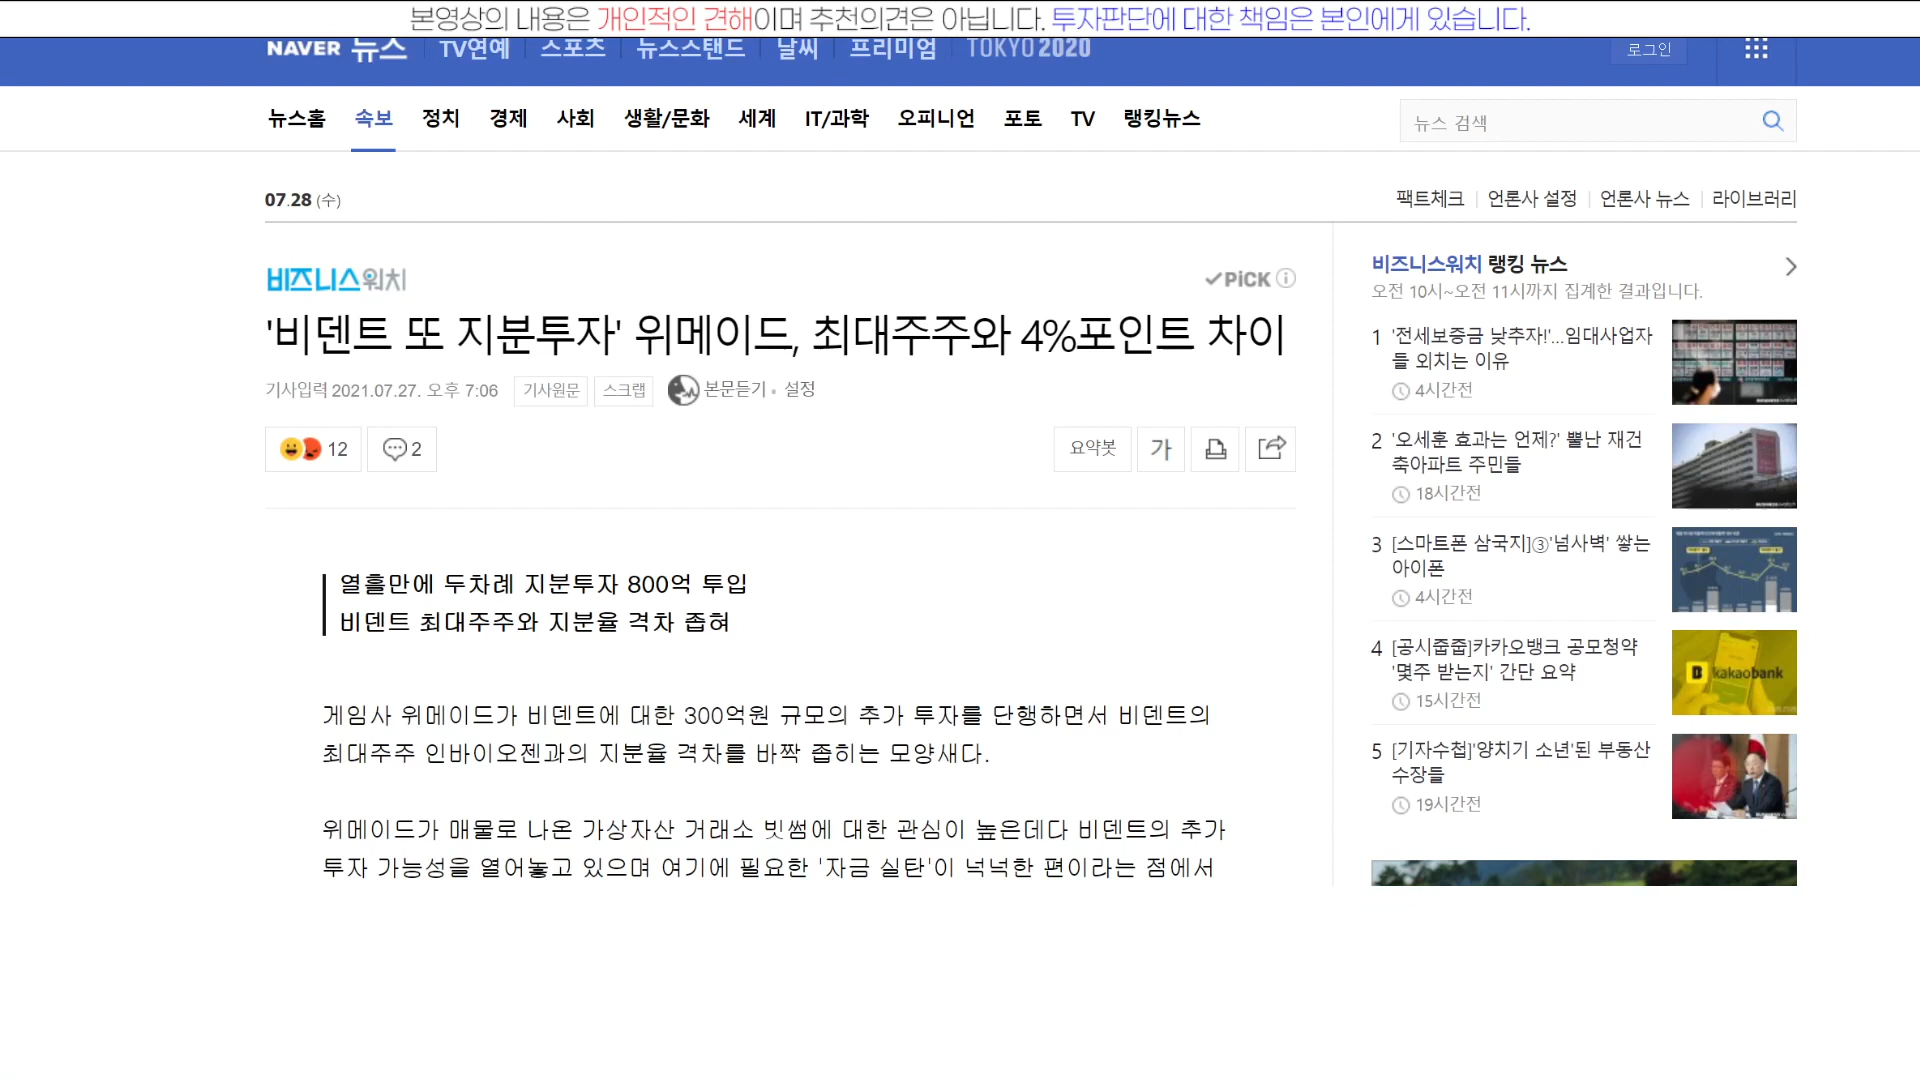 본영상의 내용은 개인적인 견해이며 추천의견은 아닙니다. 투자판단에 대한 책임은 본인에게 있습니다.
NAVER 뉴스 TV연예 스포츠 뉴스스탠드 날씨 프리미엄 TOKYO 2020 로그인
뉴스홈 속보 정치 경제 사회 생활/문화 세계 IT/과학 오피니언 포토 TV 랭킹뉴스
뉴스 검색
07.28 (수)
팩트체크 언론사 설정 언론사 뉴스 라이브러리
비즈니스워치
✓PiCK
'비덴트 또 지분투자' 위메이드, 최대주주와 4%포인트 차이
기사입력 2021.07.27. 오후 7:06 기사원문 스크랩 본문듣기 • 설정
12 2
요약봇 가
열흘만에 두차례 지분투자 800억 투입
비덴트 최대주주와 지분율 격차 좁혀
게임사 위메이드가 비덴트에 대한 300억원 규모의 추가 투자를 단행하면서 비덴트의
최대주주 인바이오젠과의 지분율 격차를 바짝 좁히는 모양새다.
위메이드가 매물로 나온 가상자산 거래소 빗썸에 대한 관심이 높은데다 비덴트의 추가
투자 가능성을 열어놓고 있으며 여기에 필요한 '자금 실탄'이 넉넉한 편이라는 점에서
비즈니스워치 랭킹 뉴스
오전 10시~오전 11시까지 집계한 결과입니다.
1 '전세보증금 낮추자!'...임대사업자
들 외치는 이유
4시간전
2 '오세훈 효과는 언제?' 뿔난 재건
축아파트 주민들
18시간전
3 [스마트폰 삼국지]③'넘사벽' 쌓는
아이폰
4시간전
4 [공시줍줍]카카오뱅크 공모청약
'몇주 받는지' 간단 요약
15시간전
kakaobank
5 [기자수첩]'양치기 소년'된 부동산
수장들
19시간전